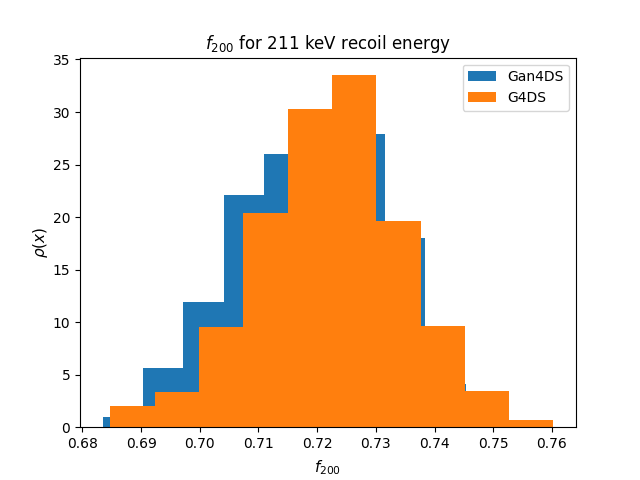 f₂₀₀ for 211 keV recoil energy
Gan4DS
G4DS
35
30
25
20
15
10
5
0
ρ(x)
0.68 0.69 0.70 0.71 0.72 0.73 0.74 0.75 0.76
f₂₀₀